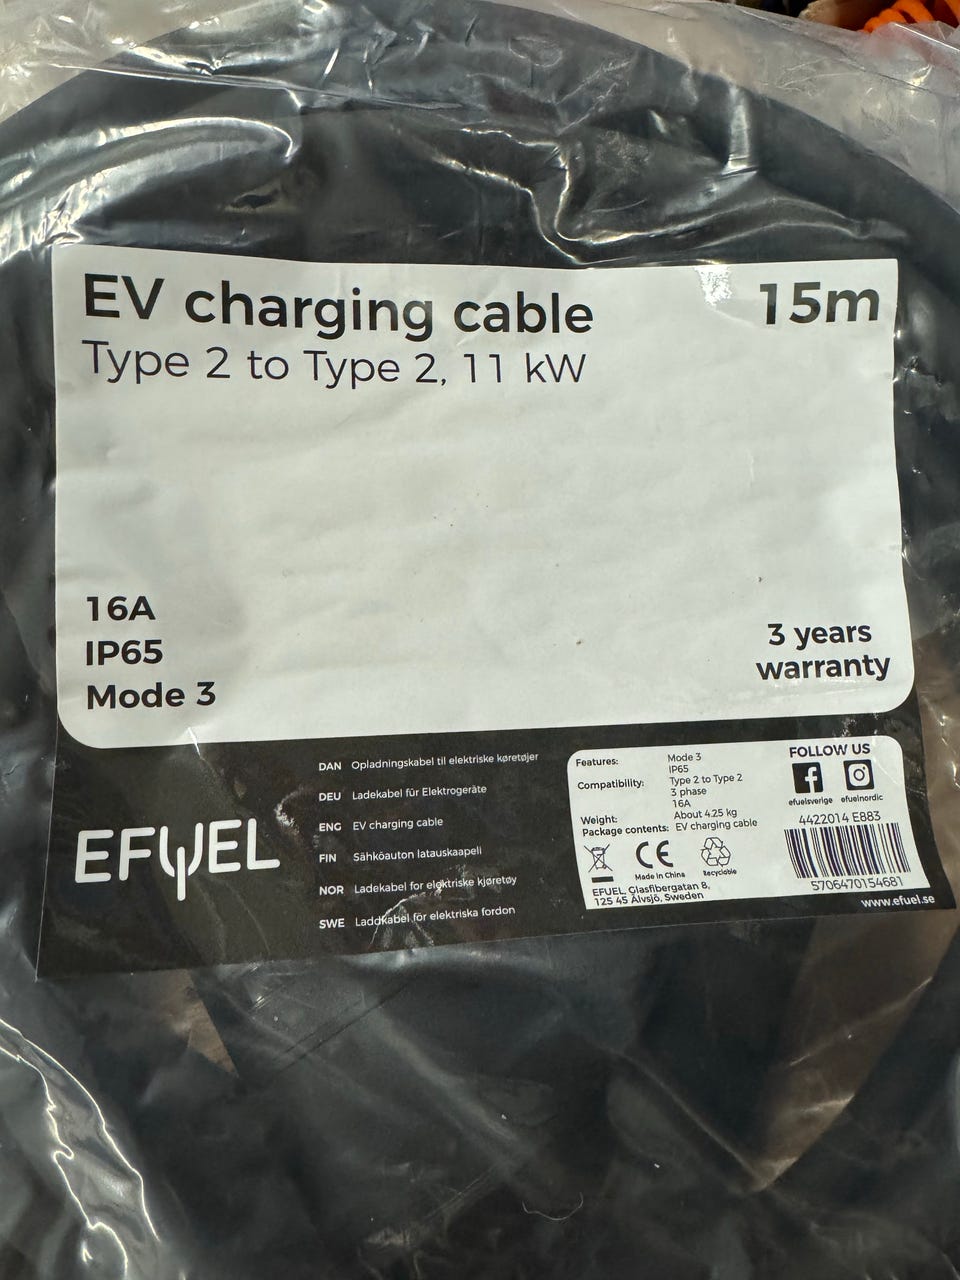 EV charging cable
15m
Type 2 to Type 2, 11 kW
16A
IP65
Mode 3
3 years
warranty
EFUEL
DAN Opladningskabel til elektriske køretøjer
DEU Ladekabel für Elektrogeräte
ENG EV charging cable
FIN Sähköauton latauskaapeli
NOR Ladekabel for elektriske kjøretøy
SWE Laddkabel för elektriska fordon
Features: Mode 3
IP65
Compatibility: Type 2 to Type 2
3 phase
16A
Weight: About 4.25 kg
Package contents: EV charging cable
CE
Made in China
Recyclable
EFUEL, Glasfibergatan 8,
125 45 Älvsjö, Sweden
FOLLOW US
efuelsverige efuelnordic
4422014 E883
5706470154681
www.efuel.se